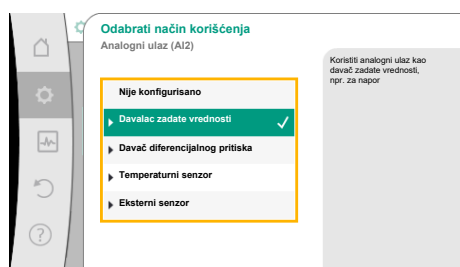 Odabrati način korišćenja
Analogni ulaz (AI2)
Koristiti analogni ulaz kao
davač zadate vrednosti,
npr. za napor
Nije konfigurisano
Davalac zadate vrednosti
Davač diferencijalnog pritiska
Temperaturni senzor
Eksterni senzor